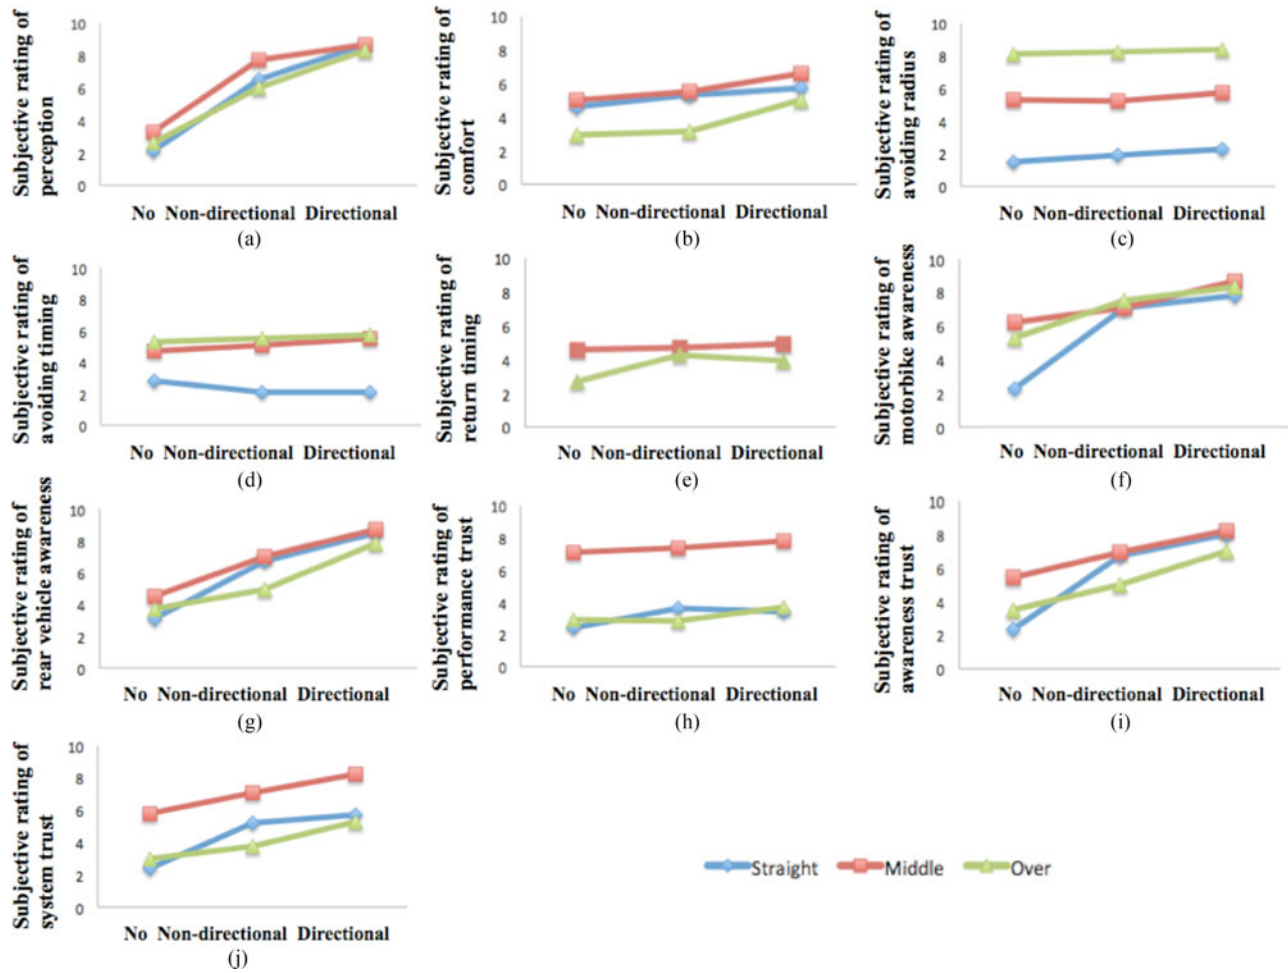 Subjective rating of
perception
10
8
6
4
2
0
No Non-directional Directional
(a)
Subjective rating of
comfort
10
8
6
4
2
0
No Non-directional Directional
(b)
Subjective rating of
avoiding radius
10
8
6
4
2
0
No Non-directional Directional
(c)
Subjective rating of
avoiding timing
10
8
6
4
2
0
No Non-directional Directional
(d)
Subjective rating of
return timing
10
8
6
4
2
0
No Non-directional Directional
(e)
Subjective rating of
motorbike awareness
10
8
6
4
2
0
No Non-directional Directional
(f)
Subjective rating of
rear vehicle awareness
10
8
6
4
2
0
No Non-directional Directional
(g)
Subjective rating of
performance trust
10
8
6
4
2
0
No Non-directional Directional
(h)
Subjective rating of
awareness trust
10
8
6
4
2
0
No Non-directional Directional
(i)
Subjective rating of
system trust
10
8
6
4
2
0
No Non-directional Directional
(j)
Straight Middle Over